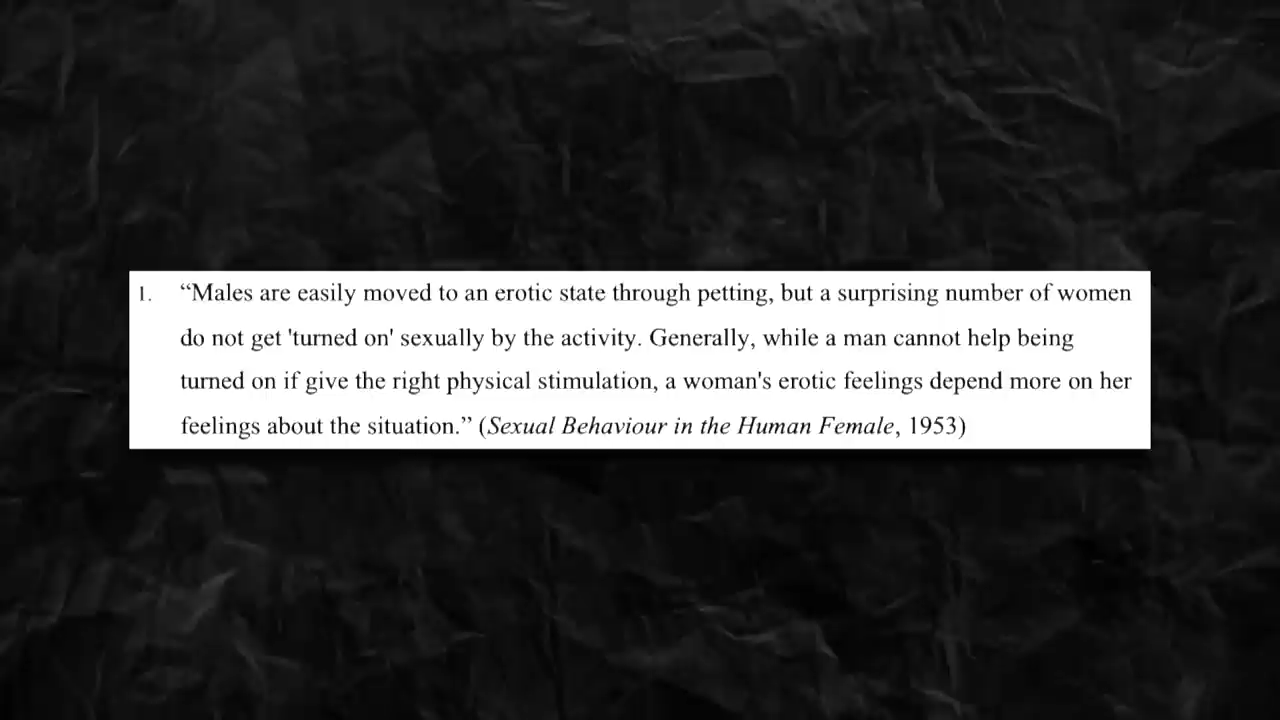 1. “Males are easily moved to an erotic state through petting, but a surprising number of women
do not get 'turned on' sexually by the activity. Generally, while a man cannot help being
turned on if give the right physical stimulation, a woman's erotic feelings depend more on her
feelings about the situation.” (Sexual Behaviour in the Human Female, 1953)